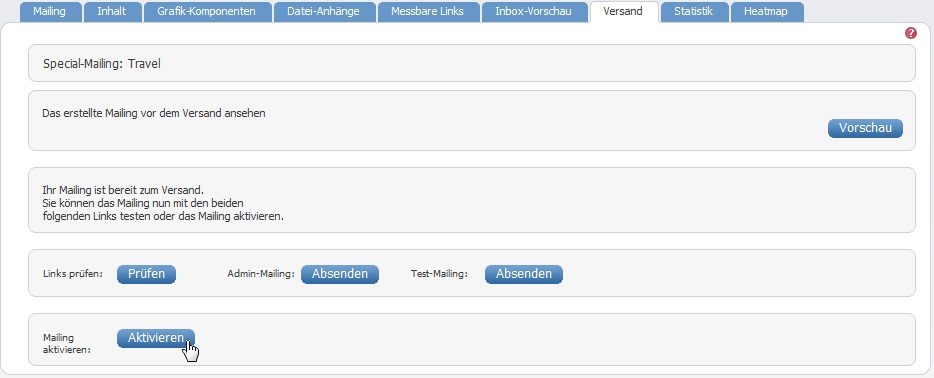 Mailing Inhalt Grafik-Komponenten Datei-Anhänge Messbare Links Inbox-Vorschau Versand Statistik Heatmap
?
Special-Mailing: Travel
Das erstellte Mailing vor dem Versand ansehen
Vorschau
Ihr Mailing ist bereit zum Versand.
Sie können das Mailing nun mit den beiden
folgenden Links testen oder das Mailing aktivieren.
Links prüfen: Prüfen Admin-Mailing: Absenden Test-Mailing: Absenden
Mailing
aktivieren: Aktivieren